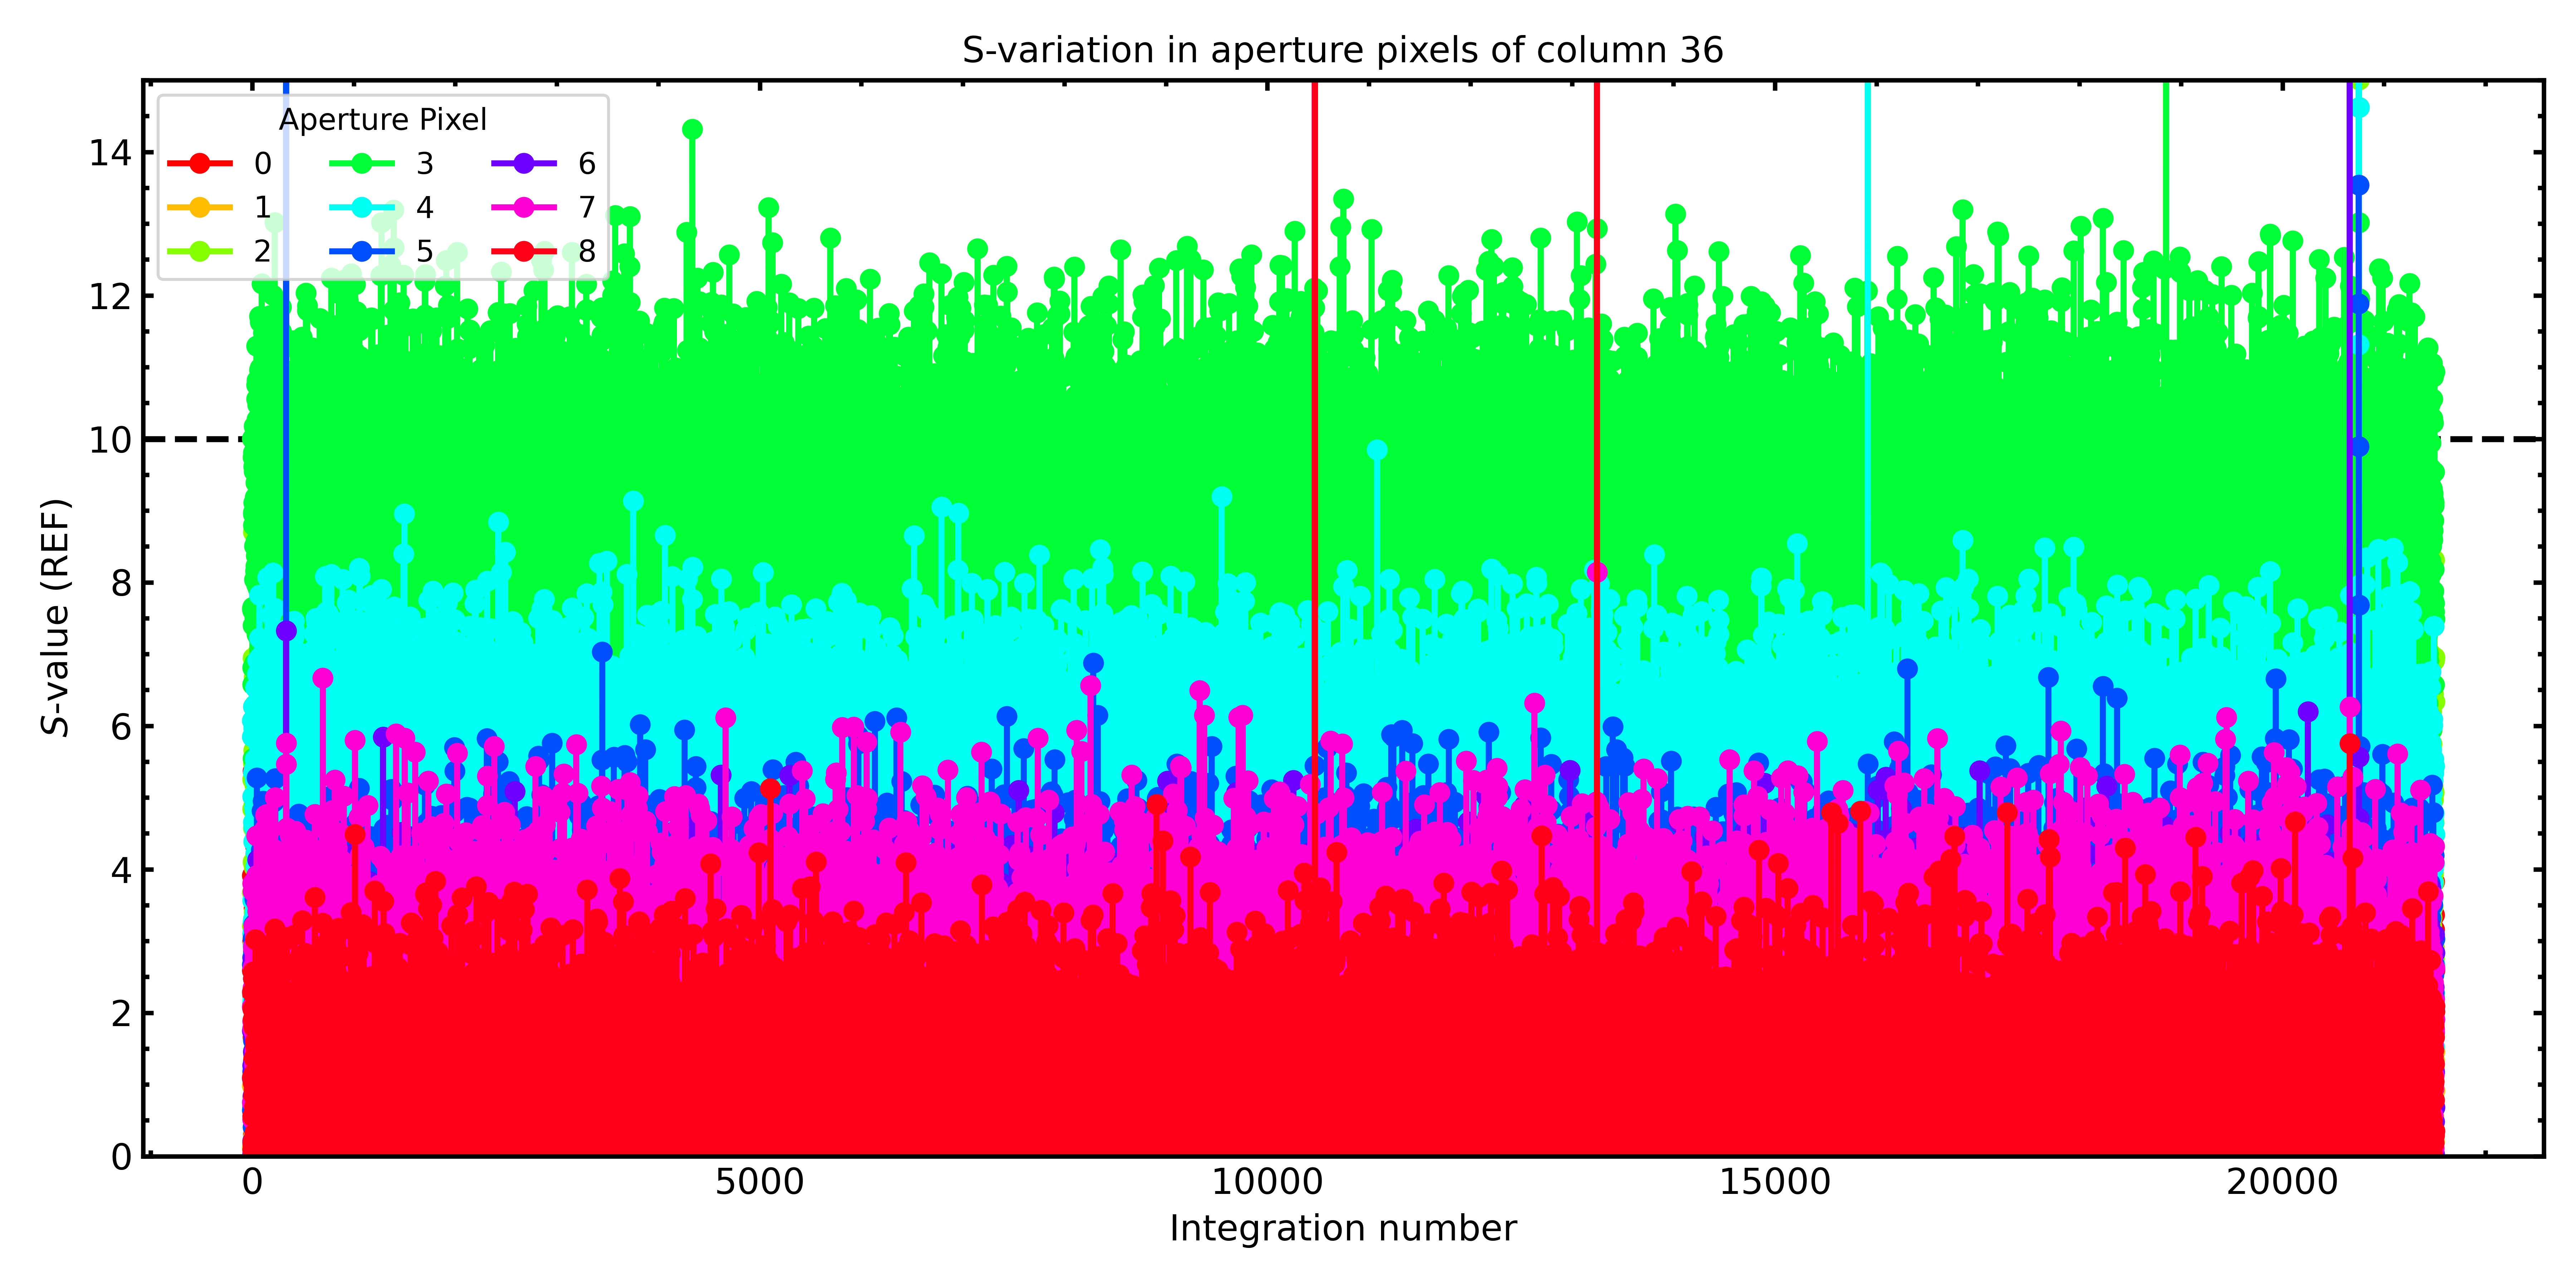 S-variation in aperture pixels of column 36
Aperture Pixel
0 3 6
1 4 7
2 5 8
S-value (REF)
14
12
10
8
6
4
2
0
0 5000 10000 15000 20000
Integration number